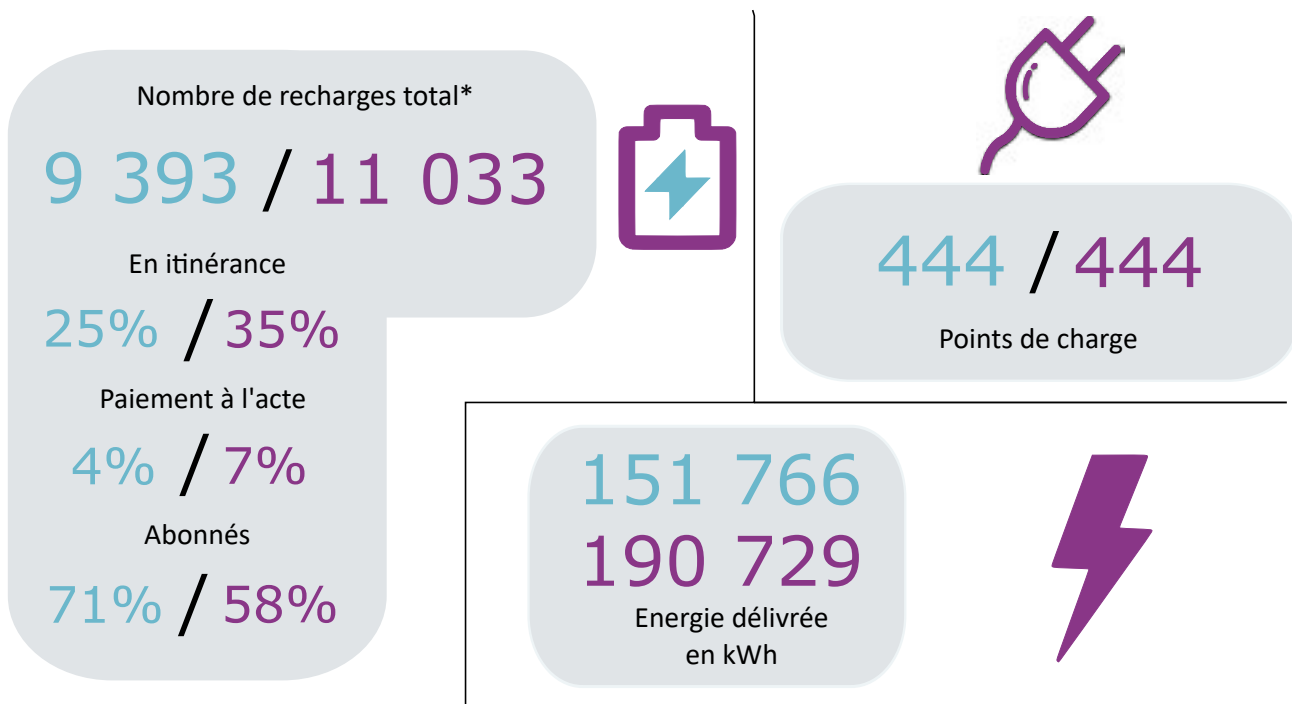 Nombre de recharges total*
9 393 / 11 033
En itinérance
25% / 35%
Paiement à l'acte
4% / 7%
Abonnés
71% / 58%
444 / 444
Points de charge
151 766
190 729
Energie délivrée
en kWh